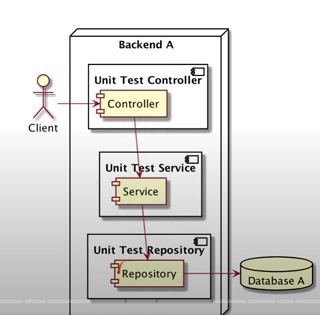 Backend A
Unit Test Controller
Controller
Client
Unit Test Service
Service
Unit Test Repository
Repository
Database A